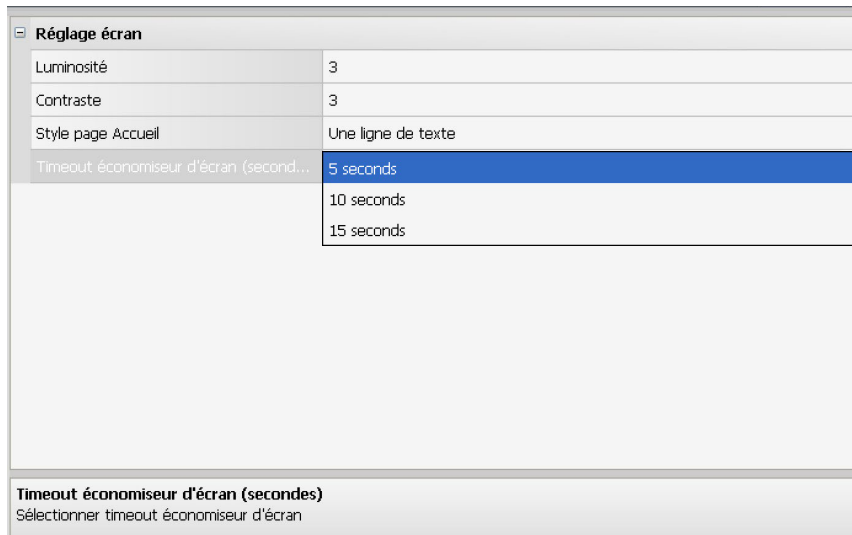 Réglage écran
Luminosité 3
Contraste 3
Style page Accueil Une ligne de texte
Timeout économiseur d'écran (second... 5 seconds
10 seconds
15 seconds
Timeout économiseur d'écran (secondes)
Sélectionner timeout économiseur d'écran